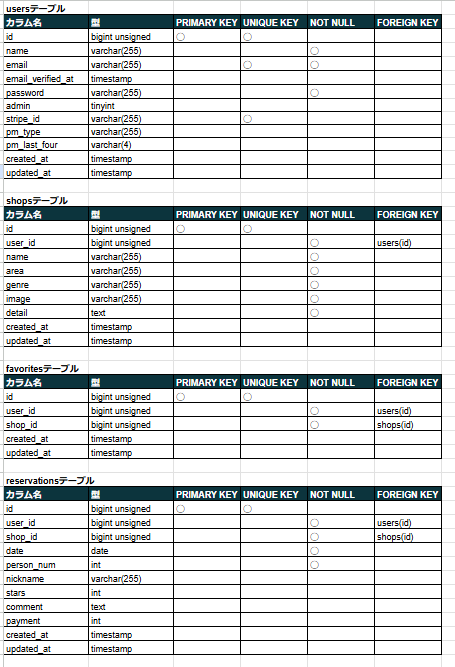 usersテーブル
カラム名 型 PRIMARY KEY UNIQUE KEY NOT NULL FOREIGN KEY
id bigint unsigned ○ ○
name varchar(255) ○
email varchar(255) ○ ○
email_verified_at timestamp
password varchar(255) ○
admin tinyint
stripe_id varchar(255) ○
pm_type varchar(255)
pm_last_four varchar(4)
created_at timestamp
updated_at timestamp
shopsテーブル
カラム名 型 PRIMARY KEY UNIQUE KEY NOT NULL FOREIGN KEY
id bigint unsigned ○ ○
user_id bigint unsigned ○ users(id)
name varchar(255) ○
area varchar(255) ○
genre varchar(255) ○
image varchar(255) ○
detail text ○
created_at timestamp
updated_at timestamp
favoritesテーブル
カラム名 型 PRIMARY KEY UNIQUE KEY NOT NULL FOREIGN KEY
id bigint unsigned ○ ○
user_id bigint unsigned ○ users(id)
shop_id bigint unsigned ○ shops(id)
created_at timestamp
updated_at timestamp
reservationsテーブル
カラム名 型 PRIMARY KEY UNIQUE KEY NOT NULL FOREIGN KEY
id bigint unsigned ○ ○
user_id bigint unsigned ○ users(id)
shop_id bigint unsigned ○ shops(id)
date date ○
person_num int ○
nickname varchar(255)
stars int
comment text
payment int
created_at timestamp
updated_at timestamp